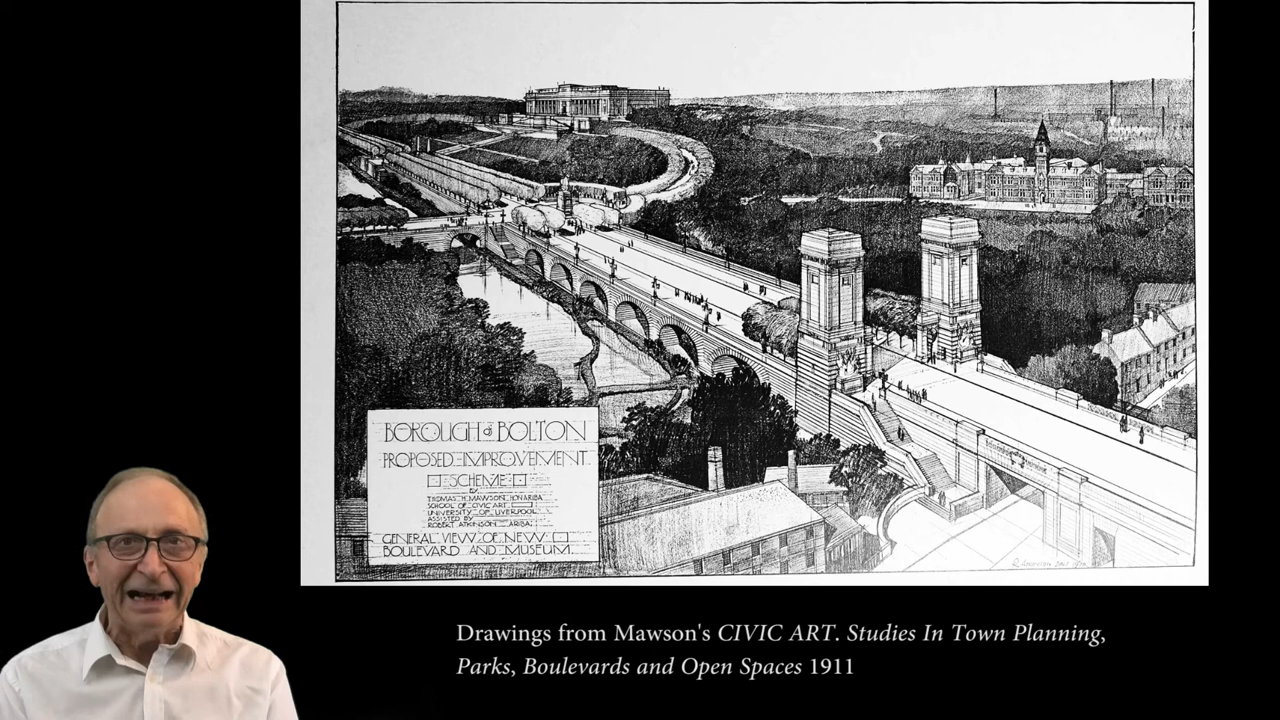 BOROUGH of BOLTON
PROPOSED IMPROVEMENT
SCHEME
BY
THOMAS H MAWSON HON ARIBA
SCHOOL OF CIVIC ART
UNIVERSITY OF LIVERPOOL
ASSISTED BY
ROBERT ATKINSON ARIBA
GENERAL VIEW OF NEW
BOULEVARD AND MUSEUM
Drawings from Mawson's CIVIC ART. Studies In Town Planning,
Parks, Boulevards and Open Spaces 1911